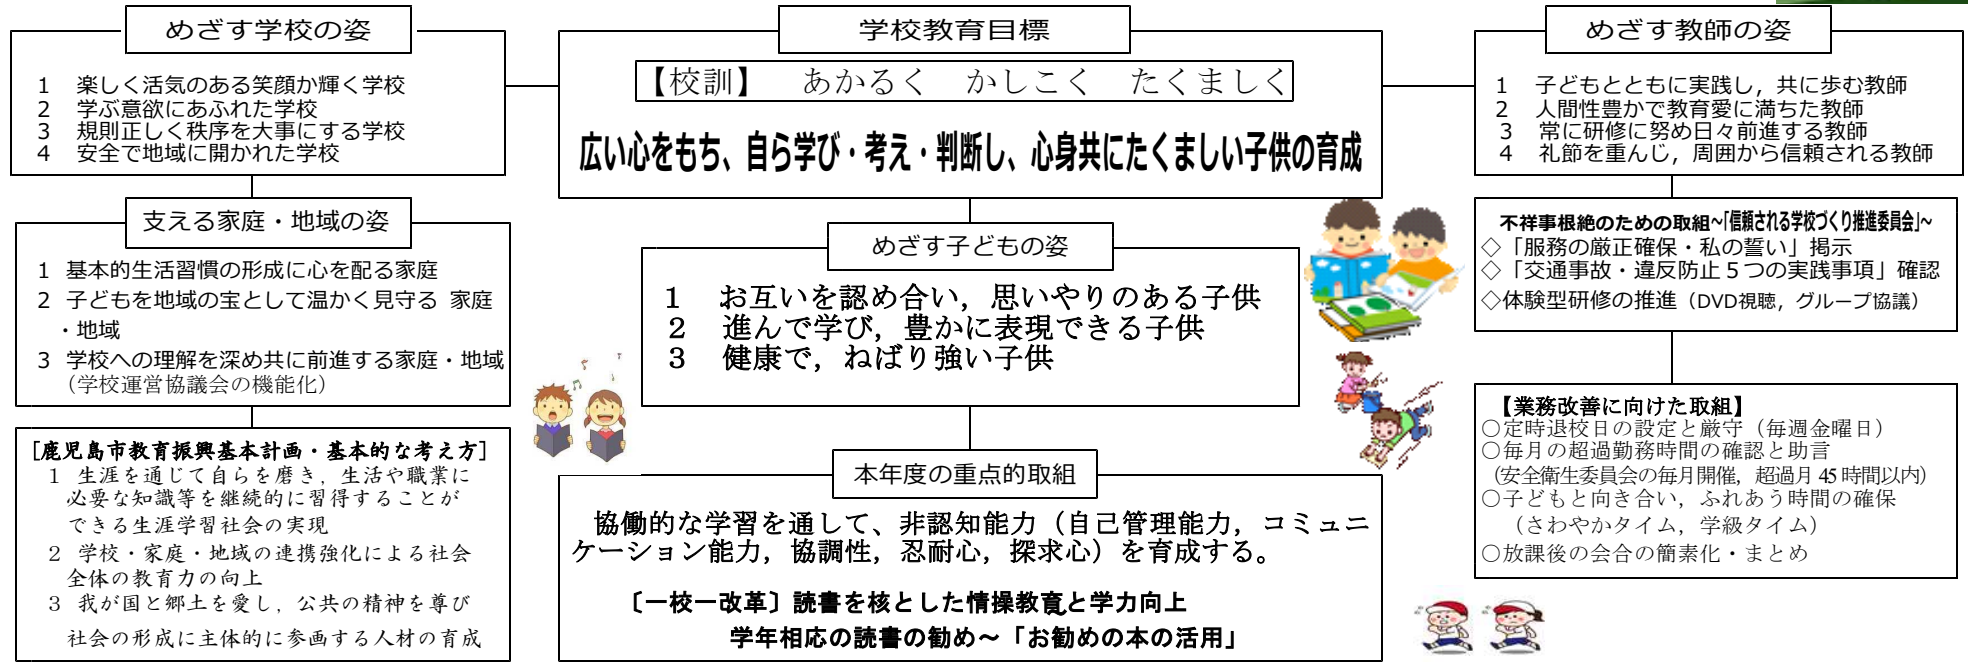 めざす学校の姿
1 楽しく活気のある笑顔か輝く学校
2 学ぶ意欲にあふれた学校
3 規則正しく秩序を大事にする学校
4 安全で地域に開かれた学校
支える家庭・地域の姿
1 基本的生活習慣の形成に心を配る家庭
2 子どもを地域の宝として温かく見守る 家庭
・地域
3 学校への理解を深め共に前進する家庭・地域
（学校運営協議会の機能化）
[鹿児島市教育振興基本計画・基本的な考え方]
1 生涯を通じて自らを磨き，生活や職業に
必要な知識等を継続的に習得することが
できる生涯学習社会の実現
2 学校・家庭・地域の連携強化による社会
全体の教育力の向上
3 我が国と郷土を愛し，公共の精神を尊び
社会の形成に主体的に参画する人材の育成
学校教育目標
【校訓】 あかるく かしこく たくましく
広い心をもち、自ら学び・考え・判断し、心身共にたくましい子供の育成
めざす子どもの姿
1 お互いを認め合い，思いやりのある子供
2 進んで学び，豊かに表現できる子供
3 健康で，ねばり強い子供
本年度の重点的取組
協働的な学習を通して、非認知能力（自己管理能力，コミュニ
ケーション能力，協調性，忍耐心，探求心）を育成する。
〔一校一改革〕読書を核とした情操教育と学力向上
学年相応の読書の勧め～「お勧めの本の活用」
めざす教師の姿
1 子どもとともに実践し，共に歩む教師
2 人間性豊かで教育愛に満ちた教師
3 常に研修に努め日々前進する教師
4 礼節を重んじ，周囲から信頼される教師
不祥事根絶のための取組~「信頼される学校づくり推進委員会」~
◇「服務の厳正確保・私の誓い」掲示
◇「交通事故・違反防止５つの実践事項」確認
◇体験型研修の推進（DVD視聴，グループ協議）
【業務改善に向けた取組】
○定時退校日の設定と厳守（毎週金曜日）
○毎月の超過勤務時間の確認と助言
（安全衛生委員会の毎月開催，超過月 45 時間以内）
○子どもと向き合い，ふれあう時間の確保
（さわやかタイム，学級タイム）
○放課後の会合の簡素化・まとめ